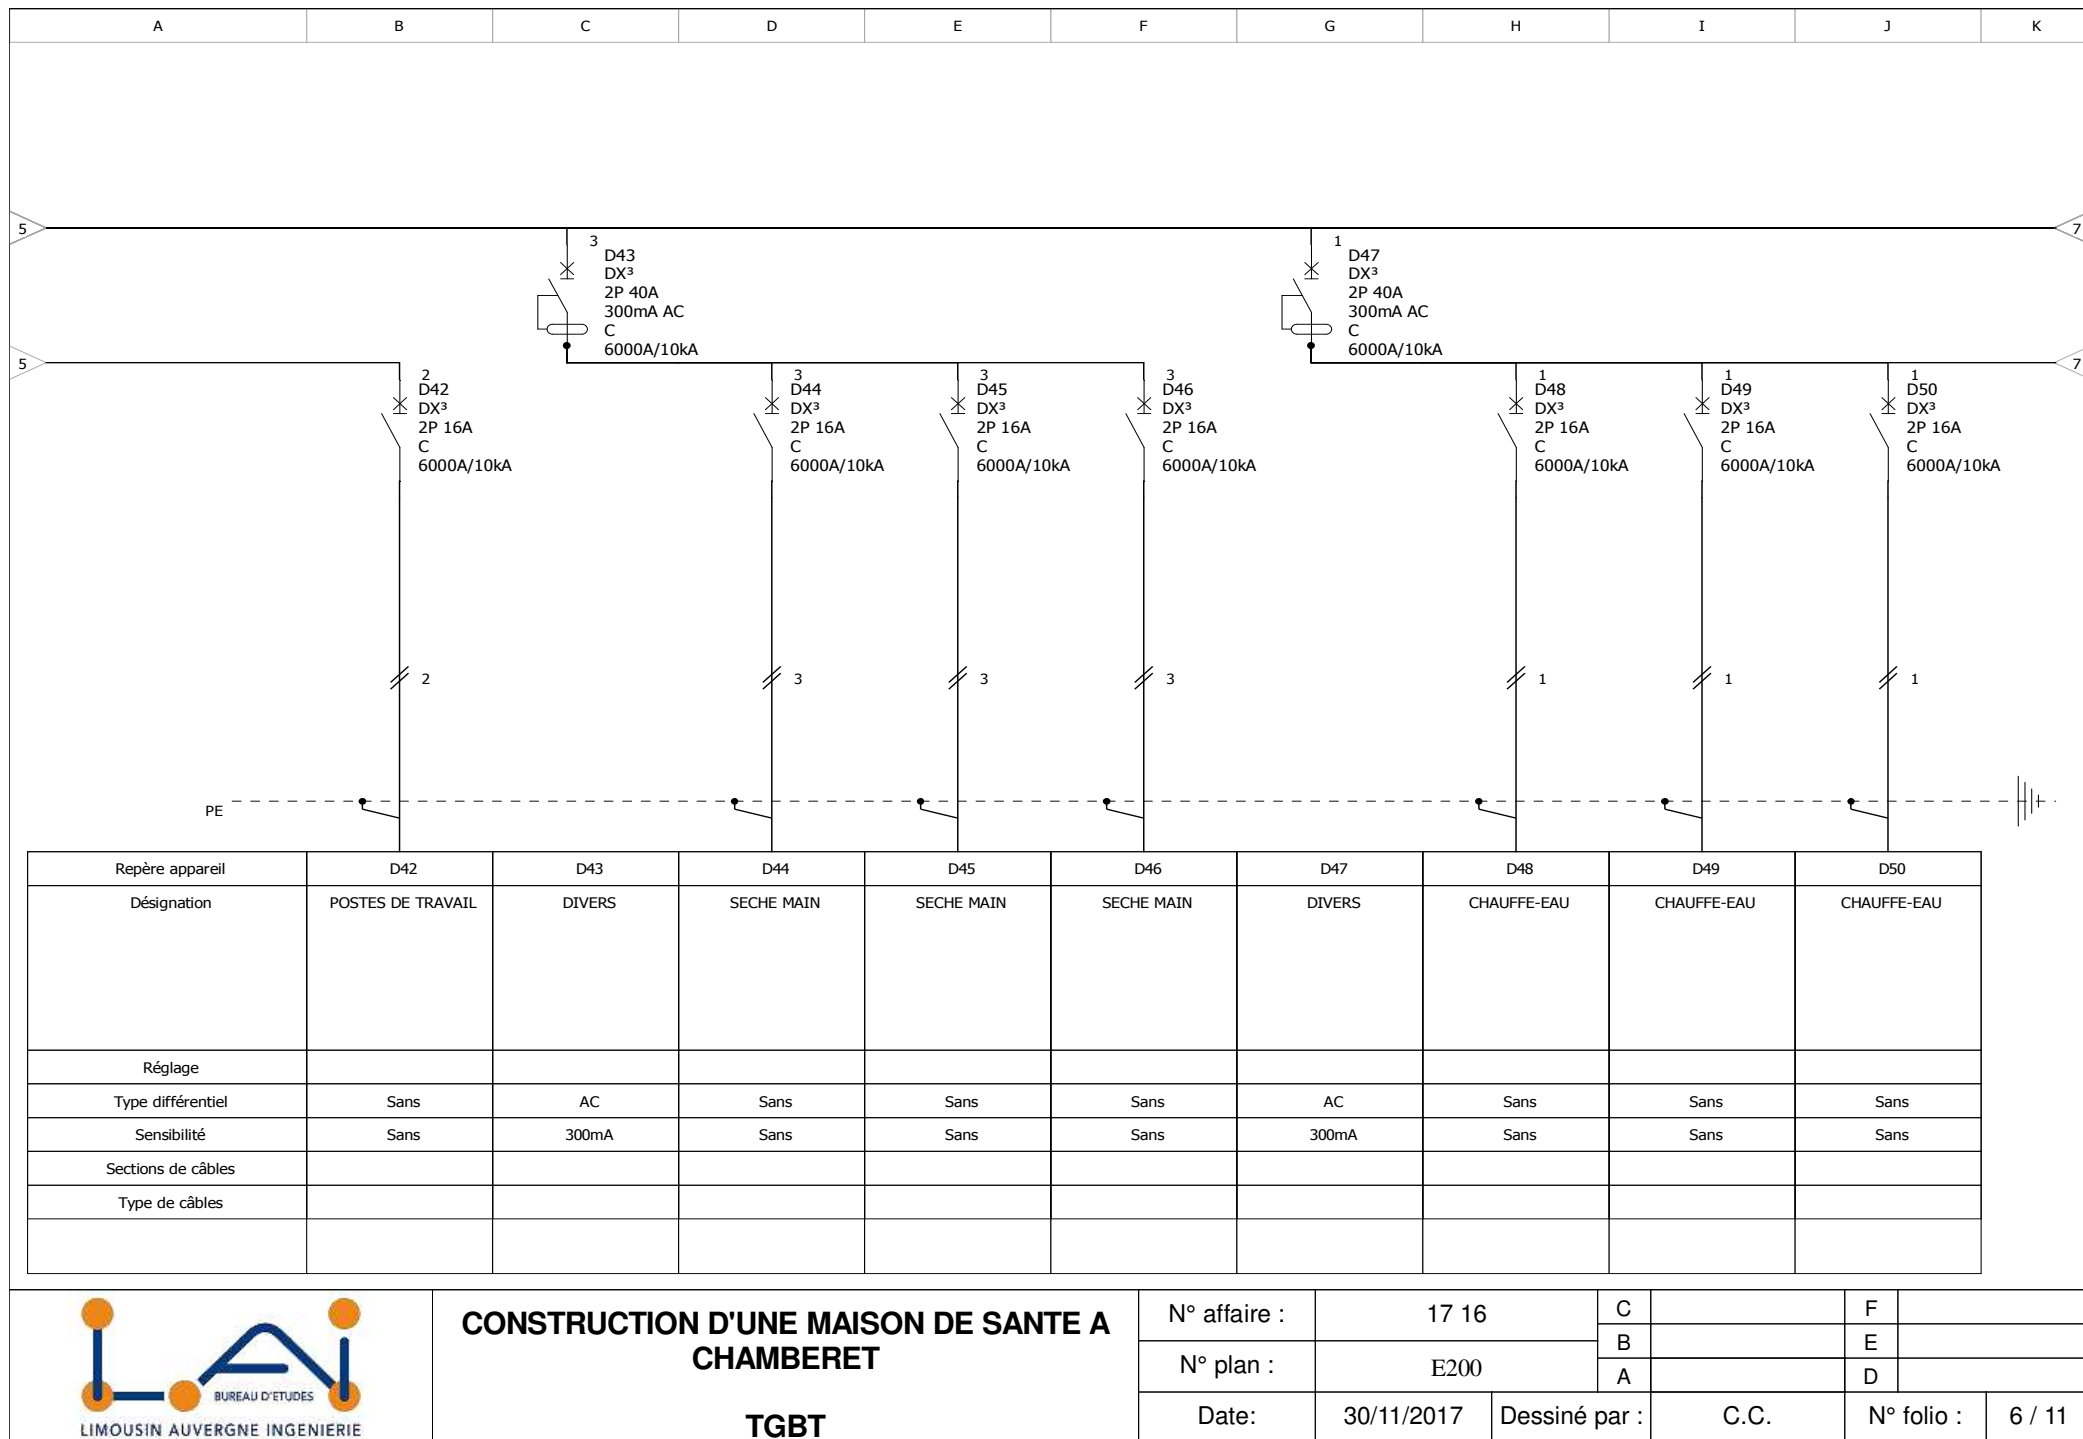 A B C D E F G H I J K
5 7
3
D43
DX³
2P 40A
300mA AC
C
6000A/10kA
1
D47
DX³
2P 40A
300mA AC
C
6000A/10kA
5 7
2
D42
DX³
2P 16A
C
6000A/10kA
3
D44
DX³
2P 16A
C
6000A/10kA
3
D45
DX³
2P 16A
C
6000A/10kA
3
D46
DX³
2P 16A
C
6000A/10kA
1
D48
DX³
2P 16A
C
6000A/10kA
1
D49
DX³
2P 16A
C
6000A/10kA
1
D50
DX³
2P 16A
C
6000A/10kA
2 3 3 3 1 1 1
PE
Repère appareil D42 D43 D44 D45 D46 D47 D48 D49 D50
Désignation POSTES DE TRAVAIL DIVERS SECHE MAIN SECHE MAIN SECHE MAIN DIVERS CHAUFFE-EAU CHAUFFE-EAU CHAUFFE-EAU
Réglage
Type différentiel Sans AC Sans Sans Sans AC Sans Sans Sans
Sensibilité Sans 300mA Sans Sans Sans 300mA Sans Sans Sans
Sections de câbles
Type de câbles
LAi
BUREAU D'ETUDES
LIMOUSIN AUVERGNE INGENIERIE
CONSTRUCTION D'UNE MAISON DE SANTE A
CHAMBERET
TGBT
N° affaire : 17 16 C F
B E
N° plan : E200
A D
Date: 30/11/2017 Dessiné par : C.C. N° folio : 6 / 11